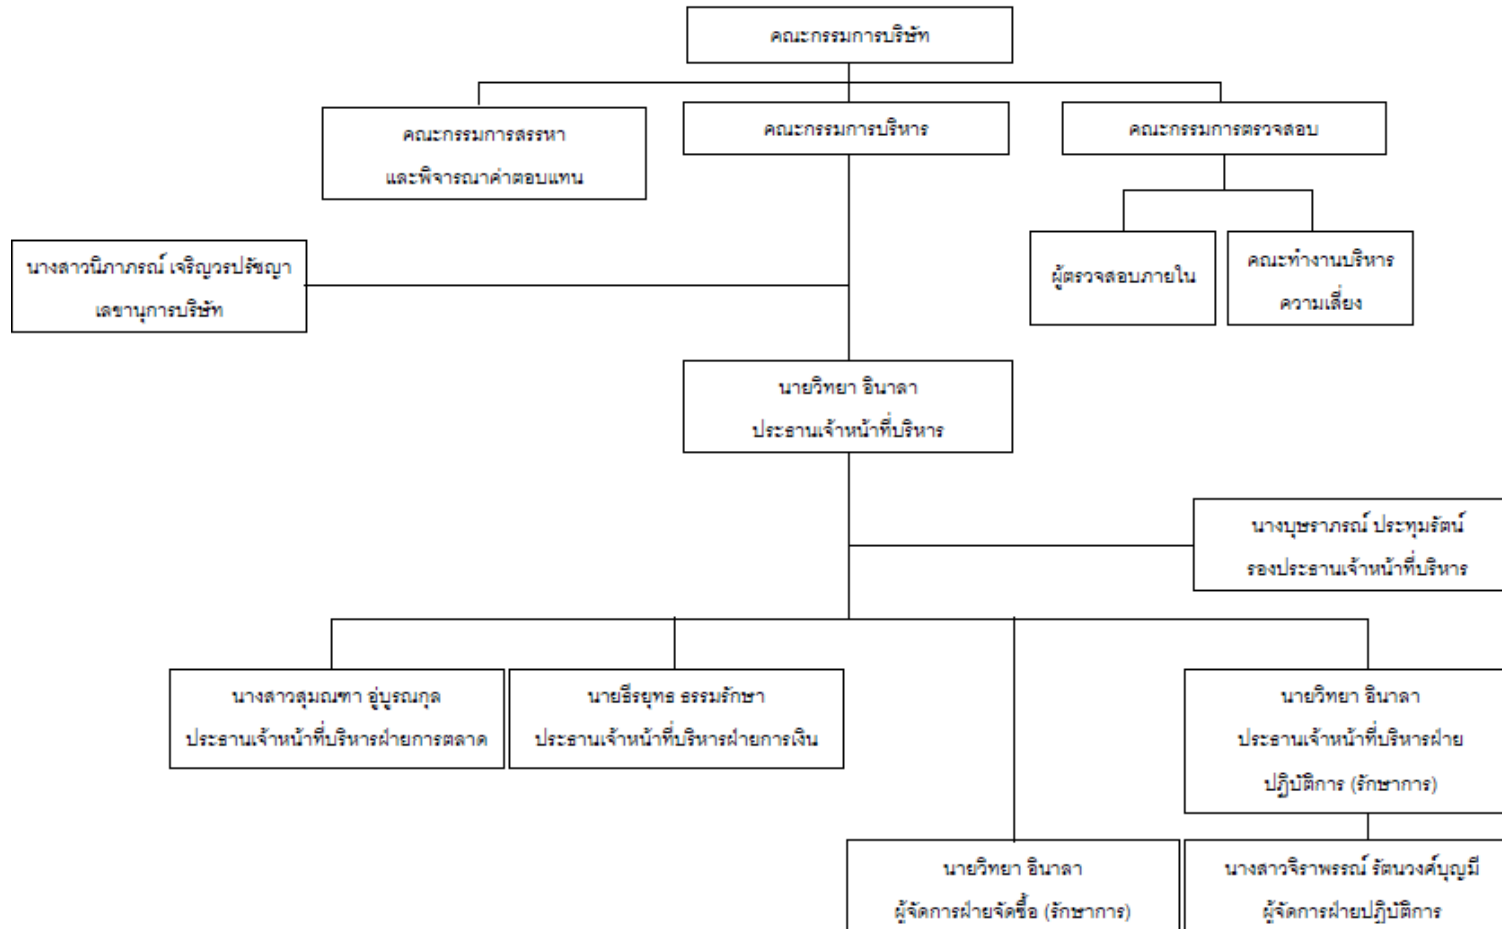 คณะกรรมการบริษัท
คณะกรรมการสรรหา
และพิจารณาค่าตอบแทน
คณะกรรมการบริหาร
คณะกรรมการตรวจสอบ
ผู้ตรวจสอบภายใน
คณะทำงานบริหาร
ความเสี่ยง
นางสาวนิภาภรณ์ เจริญวรปรัชญา
เลขานุการบริษัท
นายวิทยา อินาลา
ประธานเจ้าหน้าที่บริหาร
นางบุษราภรณ์ ประทุมรัตน์
รองประธานเจ้าหน้าที่บริหาร
นางสาวสุมณฑา อู่บูรณกุล
ประธานเจ้าหน้าที่บริหารฝ่ายการตลาด
นายธีรยุทธ ธรรมรักษา
ประธานเจ้าหน้าที่บริหารฝ่ายการเงิน
นายวิทยา อินาลา
ประธานเจ้าหน้าที่บริหารฝ่าย
ปฏิบัติการ (รักษาการ)
นายวิทยา อินาลา
ผู้จัดการฝ่ายจัดซื้อ (รักษาการ)
นางสาวจิราพรรณ์ รัตนวงศ์บุญมี
ผู้จัดการฝ่ายปฏิบัติการ